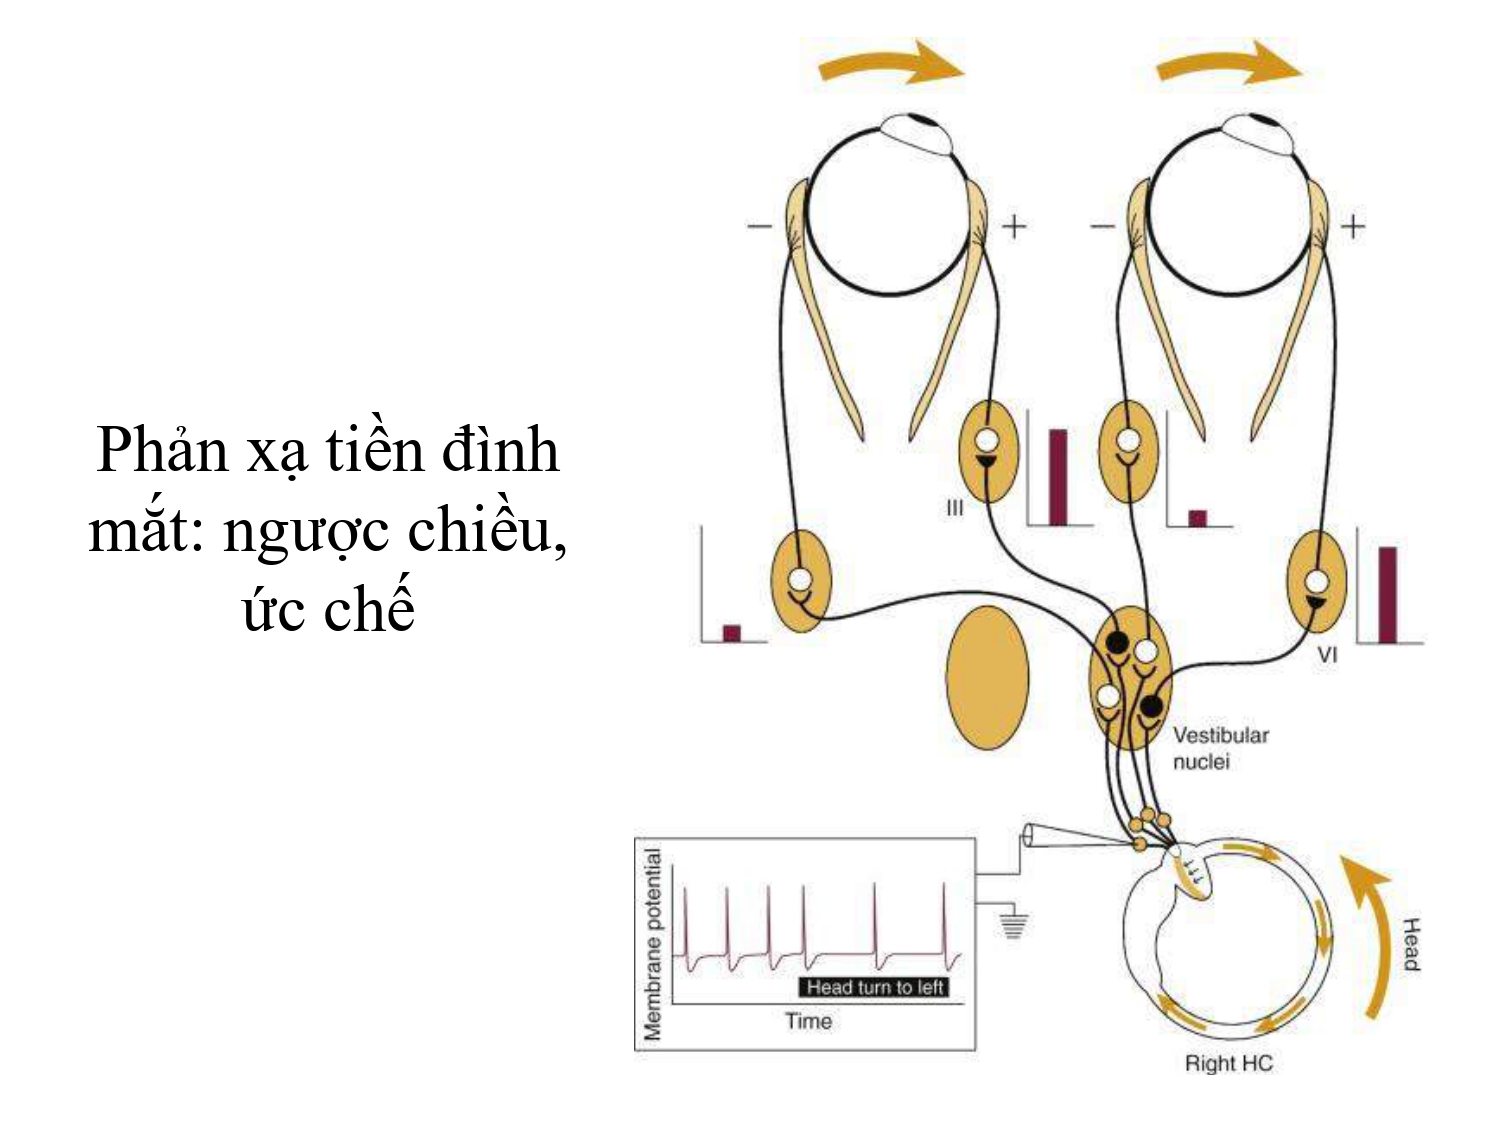 Phản xạ tiền đình
mắt: ngược chiều,
ức chế
− + − +
III
VI
Vestibular
nuclei
Membrane potential
Head turn to left
Time
Head
Right HC